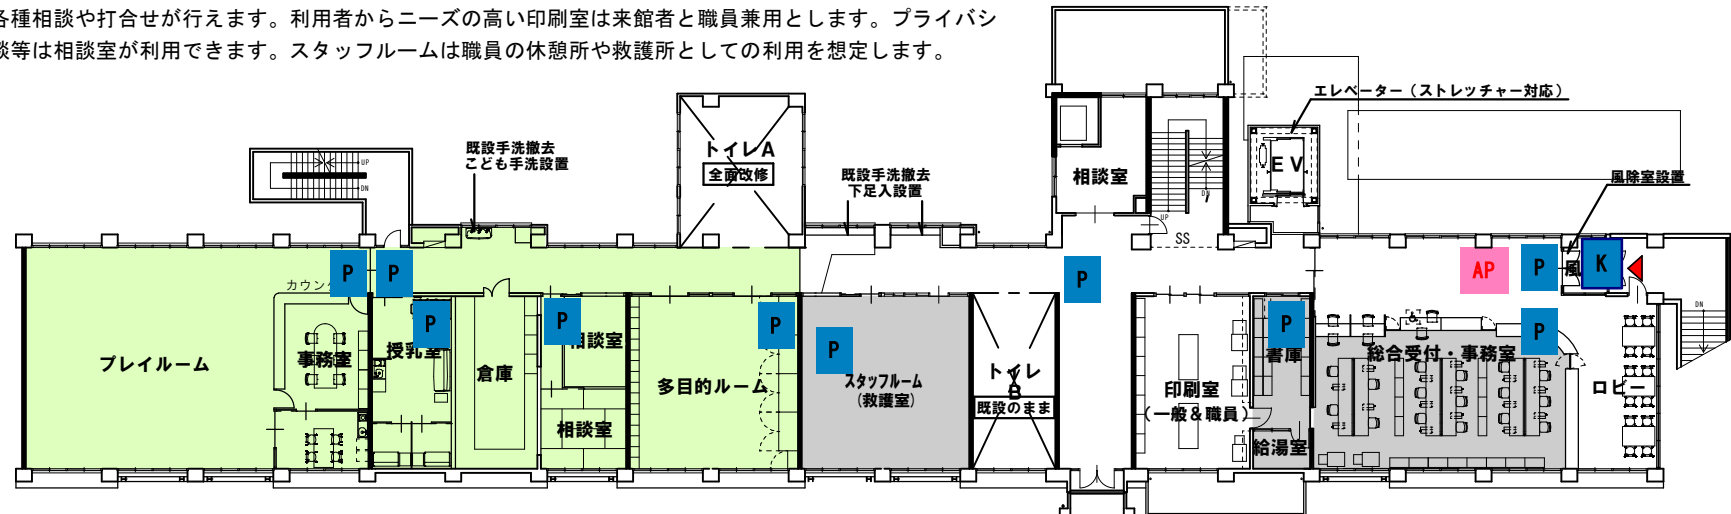 各種相談や打合せが行えます。利用者からニーズの高い印刷室は来館者と職員兼用とします。プライバシ
談等は相談室が利用できます。スタッフルームは職員の休憩所や救護所としての利用を想定します。
エレベーター（ストレッチャー対応）
既設手洗撤去
こども手洗設置
トイレA
全面改修
既設手洗撤去
下足入設置
相談室
EV
風除室設置
UP
DN
UP
DN
SS
P
P
P
AP
P
風
K
カウン
P
P
P
P
P
P
DN
プレイルーム
事務室
授乳室
倉庫
相談室
相談室
多目的ルーム
スタッフルーム
(救護室)
トイレ
B
既設のまま
印刷室
(一般&職員)
書庫
給湯室
総合受付・事務室
ロビー